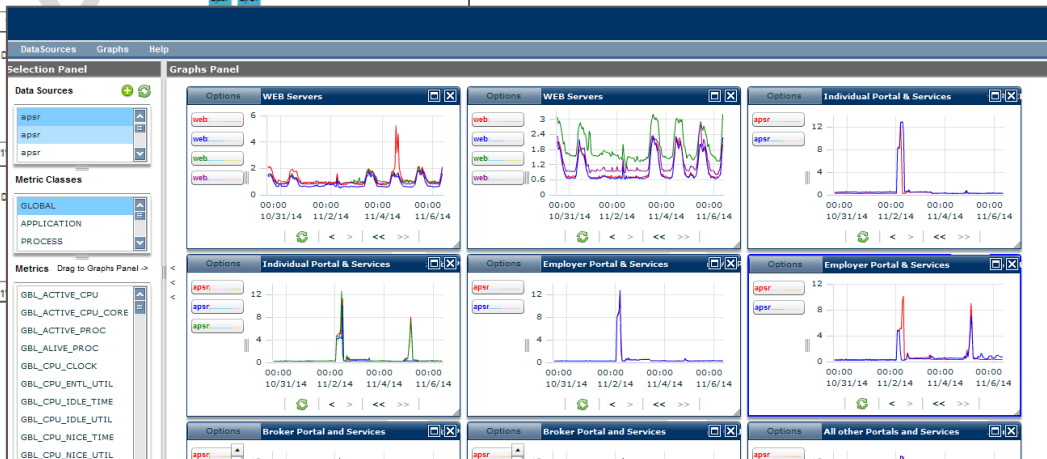 DataSources Graphs Help
Selection Panel
Graphs Panel
Data Sources
apsr
apsr
apsr
Metric Classes
GLOBAL
APPLICATION
PROCESS
Metrics Drag to Graphs Panel ->
GBL_ACTIVE_CPU
GBL_ACTIVE_CPU_CORE
GBL_ACTIVE_PROC
GBL_ALIVE_PROC
GBL_CPU_CLOCK
GBL_CPU_ENTL_UTIL
GBL_CPU_IDLE_TIME
GBL_CPU_IDLE_UTIL
GBL_CPU_NICE_TIME
GBL_CPU_NICE_UTIL
<
<
<
Options WEB Servers
web
web
web
web
6
4
2
0
00:00 00:00 00:00 00:00
10/31/14 11/2/14 11/4/14 11/6/14
< > << >>
Options WEB Servers
web
web
web
web
3
2.4
1.8
1.2
0.6
0
00:00 00:00 00:00 00:00
10/31/14 11/2/14 11/4/14 11/6/14
< > << >>
Options Individual Portal & Services
apsr
apsr
12
8
4
0
00:00 00:00 00:00 00:00
10/31/14 11/2/14 11/4/14 11/6/14
< > << >>
Options Individual Portal & Services
apsr
apsr
apsr
12
8
4
0
00:00 00:00 00:00 00:00
10/31/14 11/2/14 11/4/14 11/6/14
< > << >>
Options Employer Portal & Services
apsr
apsr
12
8
4
0
00:00 00:00 00:00 00:00
10/31/14 11/2/14 11/4/14 11/6/14
< > << >>
Options Employer Portal & Services
apsr
apsr
12
8
4
0
00:00 00:00 00:00 00:00
10/31/14 11/2/14 11/4/14 11/6/14
< > << >>
Options Broker Portal and Services
apsr
Options Broker Portal and Services
apsr
Options All other Portals and Services
apsr